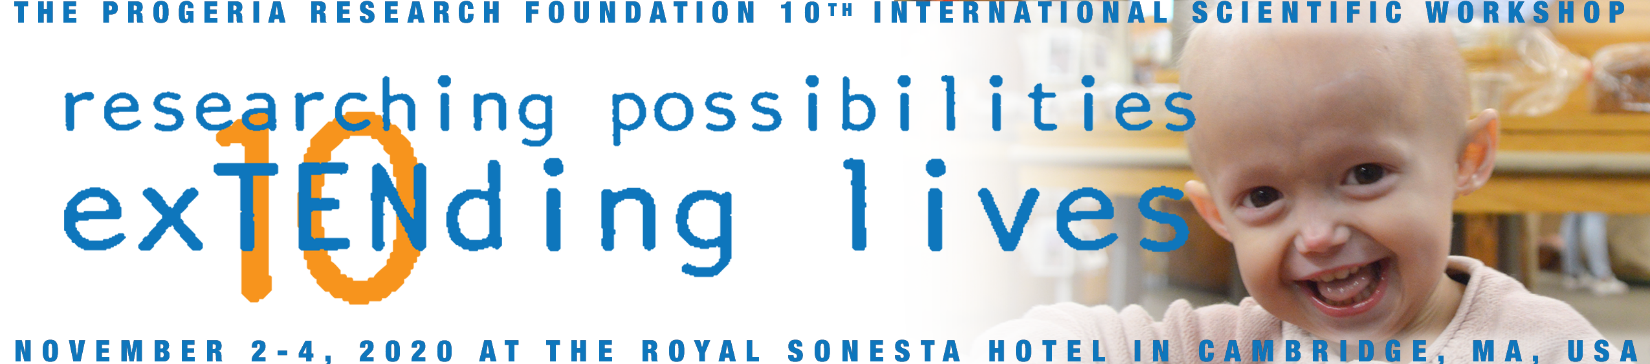 THE PROGERIA RESEARCH FOUNDATION 10TH INTERNATIONAL SCIENTIFIC WORKSHOP
researching possibilities
10
exTENding lives
NOVEMBER 2-4, 2020 AT THE ROYAL SONESTA HOTEL IN CAMBRIDGE, MA, USA